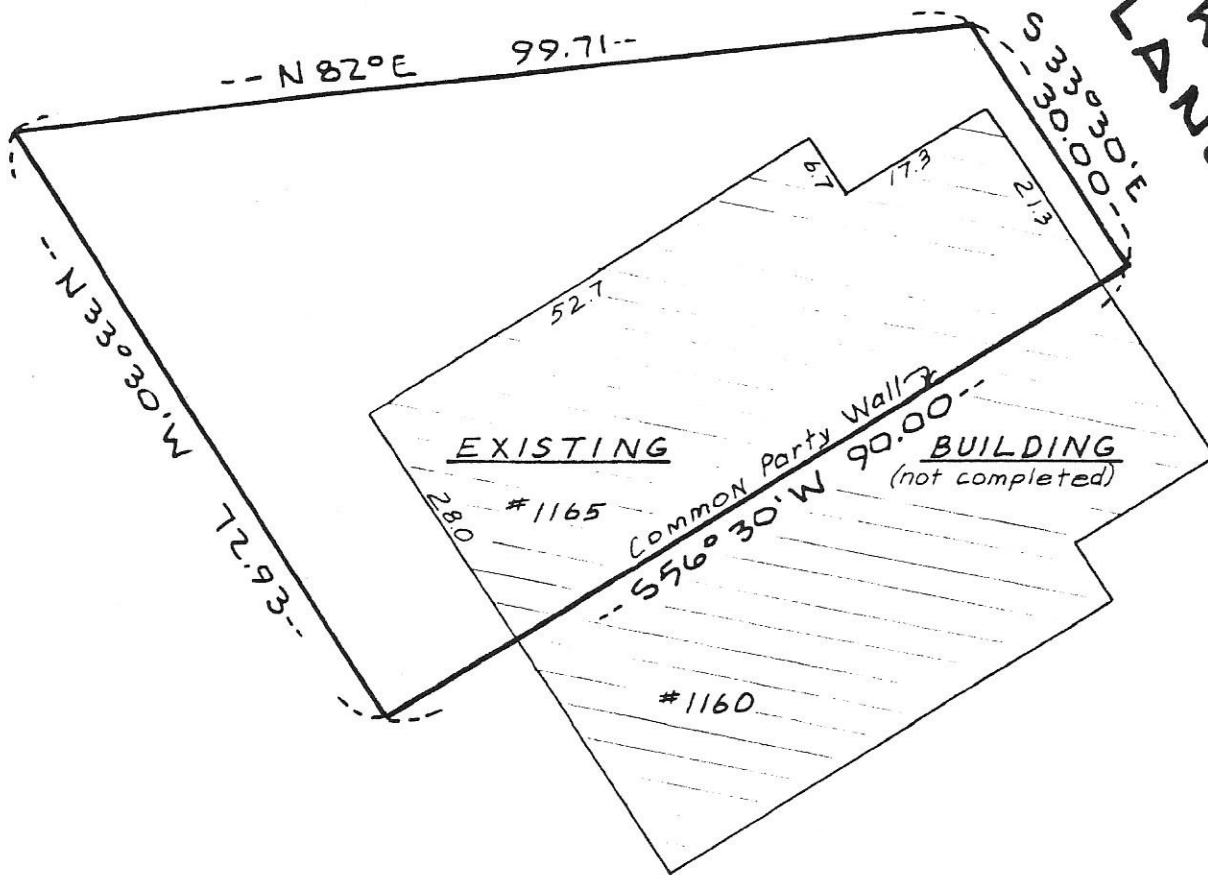 -- N 82°E 99.71--
S 33°30'E
--30.00--
6.7
17.3
21.3
52.7
--N33°30'W 72.93--
28.0
EXISTING
#1165
Common Party Wall
--S56°30'W 90.00--
BUILDING
(not completed)
#1160